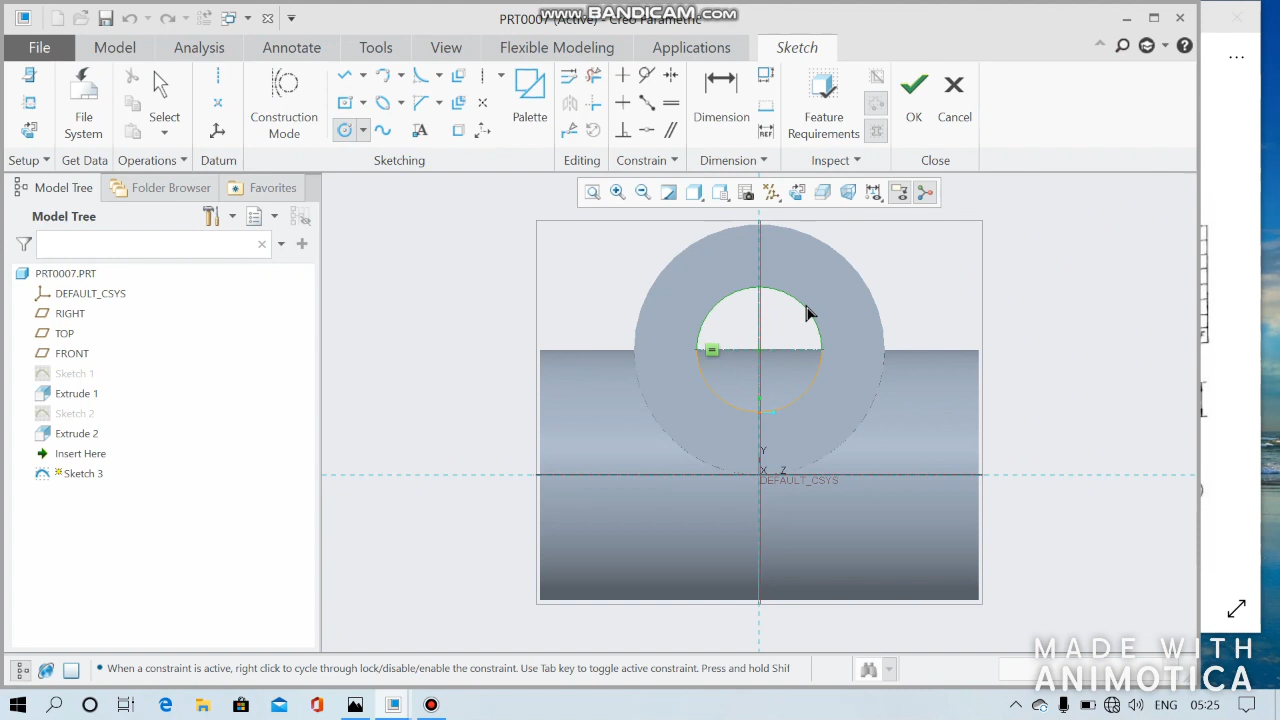 PRT0007 (Active) - Creo Parametric
www.BANDICAM.com
File Model Analysis Annotate Tools View Flexible Modeling Applications Sketch
File System
Select
Construction Mode
Palette
Dimension
Feature Requirements
OK
Cancel
Setup Get Data Operations Datum Sketching Editing Constrain Dimension Inspect Close
Model Tree Folder Browser Favorites
Model Tree
PRT0007.PRT
DEFAULT_CSYS
RIGHT
TOP
FRONT
Sketch 1
Extrude 1
Sketch 2
Extrude 2
Insert Here
Sketch 3
Y
X Z
DEFAULT_CSYS
When a constraint is active, right click to cycle through lock/disable/enable the constraint. Use Tab key to toggle active constraint. Press and hold Shif
MADE WITH
ANIMOTICA
ENG 05:25